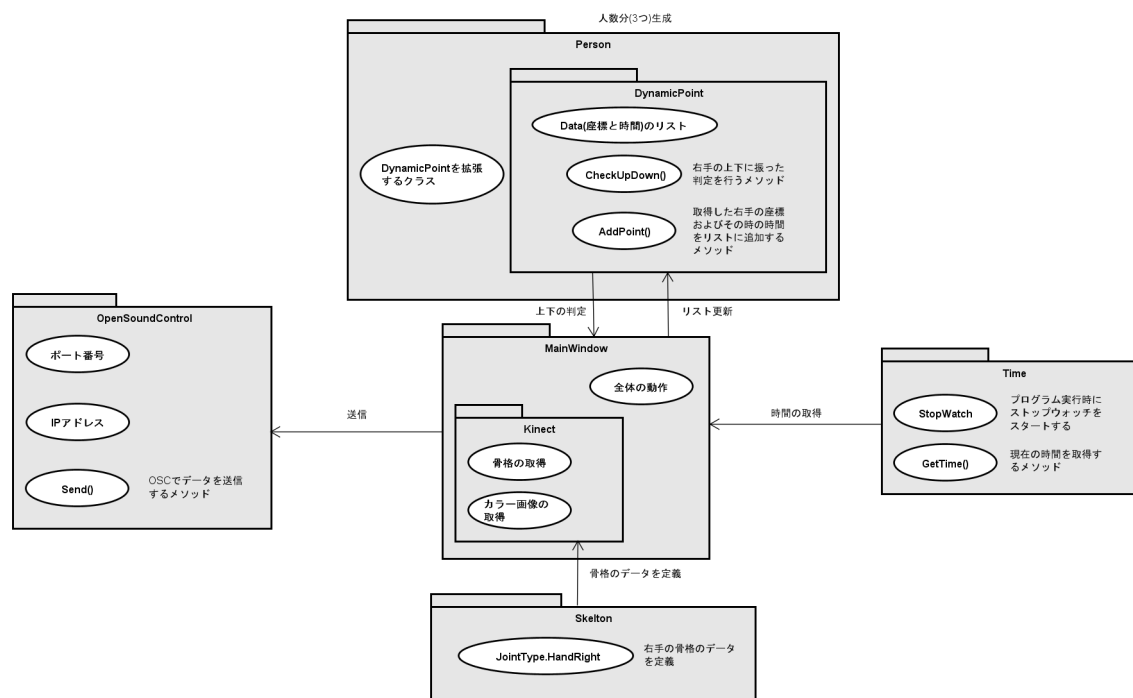 人数分(3つ)生成
Person
DynamicPoint
Data(座標と時間)のリスト
DynamicPointを拡張
するクラス
CheckUpDown()
右手の上下に振った
判定を行うメソッド
AddPoint()
取得した右手の座標
およびその時の時間
をリストに追加する
メソッド
上下の判定
リスト更新
OpenSoundControl
ポート番号
IPアドレス
Send()
OSCでデータを送信
するメソッド
送信
MainWindow
全体の動作
Kinect
骨格の取得
カラー画像の
取得
時間の取得
Time
StopWatch
プログラム実行時に
ストップウォッチを
スタートする
GetTime()
現在の時間を取得す
るメソッド
骨格のデータを定義
Skelton
JointType.HandRight
右手の骨格のデータ
を定義